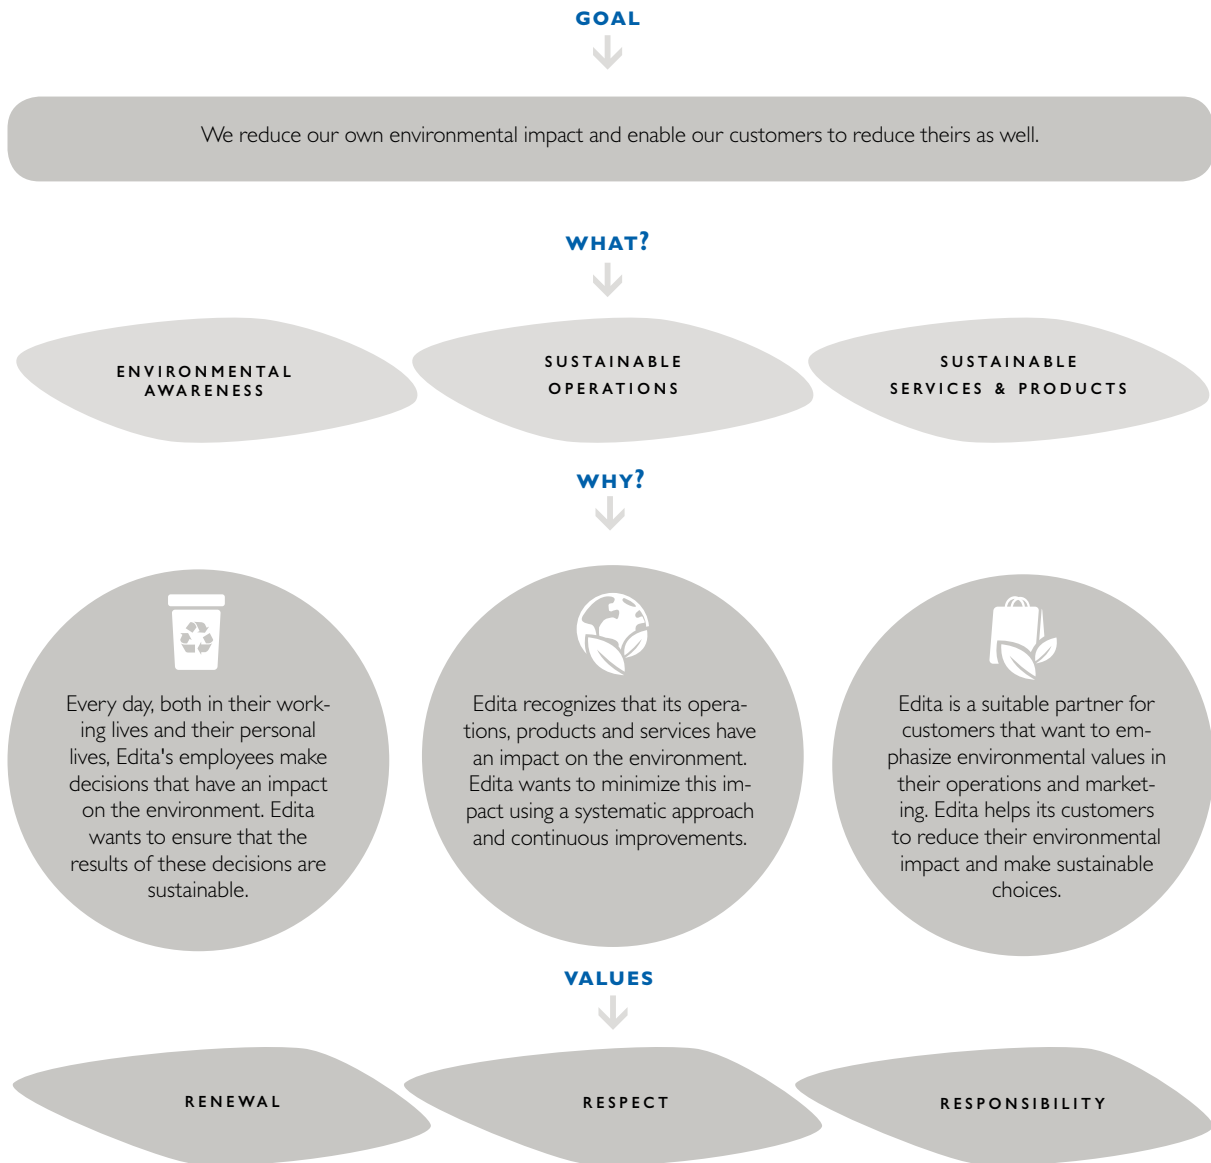 GOAL
We reduce our own environmental impact and enable our customers to reduce theirs as well.
WHAT?
ENVIRONMENTAL
AWARENESS
SUSTAINABLE
OPERATIONS
SUSTAINABLE
SERVICES & PRODUCTS
WHY?
Every day, both in their work-
ing lives and their personal
lives, Edita's employees make
decisions that have an impact
on the environment. Edita
wants to ensure that the
results of these decisions are
sustainable.
Edita recognizes that its opera-
tions, products and services have
an impact on the environment.
Edita wants to minimize this im-
pact using a systematic approach
and continuous improvements.
Edita is a suitable partner for
customers that want to em-
phasize environmental values in
their operations and market-
ing. Edita helps its customers
to reduce their environmental
impact and make sustainable
choices.
VALUES
RENEWAL
RESPECT
RESPONSIBILITY